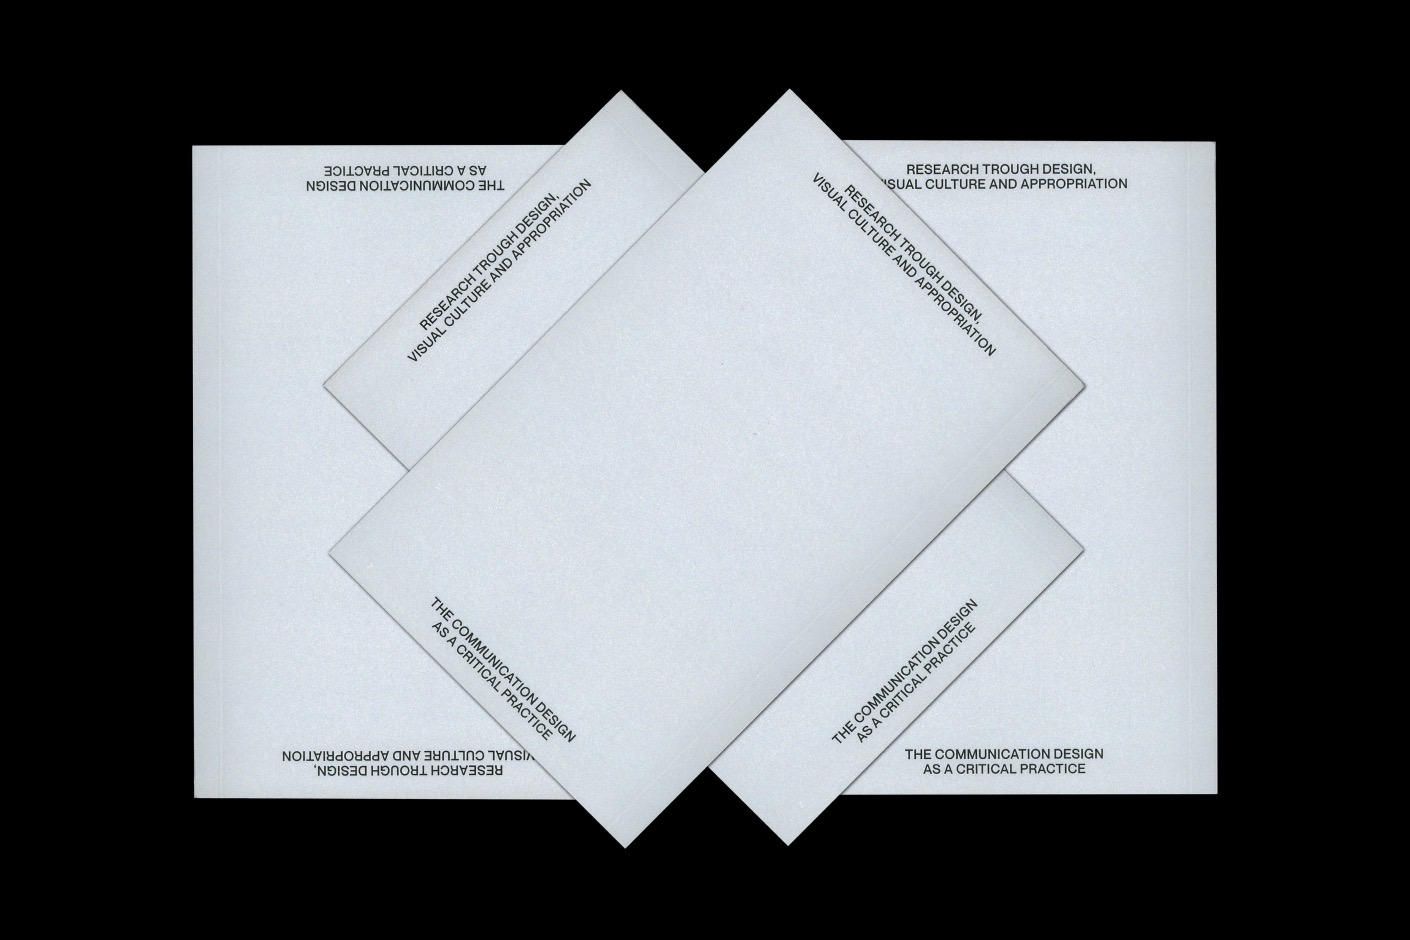 THE COMMUNICATION DESIGN
AS A CRITICAL PRACTICE
RESEARCH TROUGH DESIGN,
VISUAL CULTURE AND APPROPRIATION
RESEARCH TROUGH DESIGN,
VISUAL CULTURE AND APPROPRIATION
RESEARCH TROUGH DESIGN,
CULTURE AND APPROPRIATION
THE COMMUNICATION DESIGN
AS A CRITICAL PRACTICE
THE COMMUNICATION DESIGN
AS A CRITICAL PRACTICE
RESEARCH TROUGH DESIGN,
VISUAL CULTURE AND APPROPRIATION
THE COMMUNICATION DESIGN
AS A CRITICAL PRACTICE